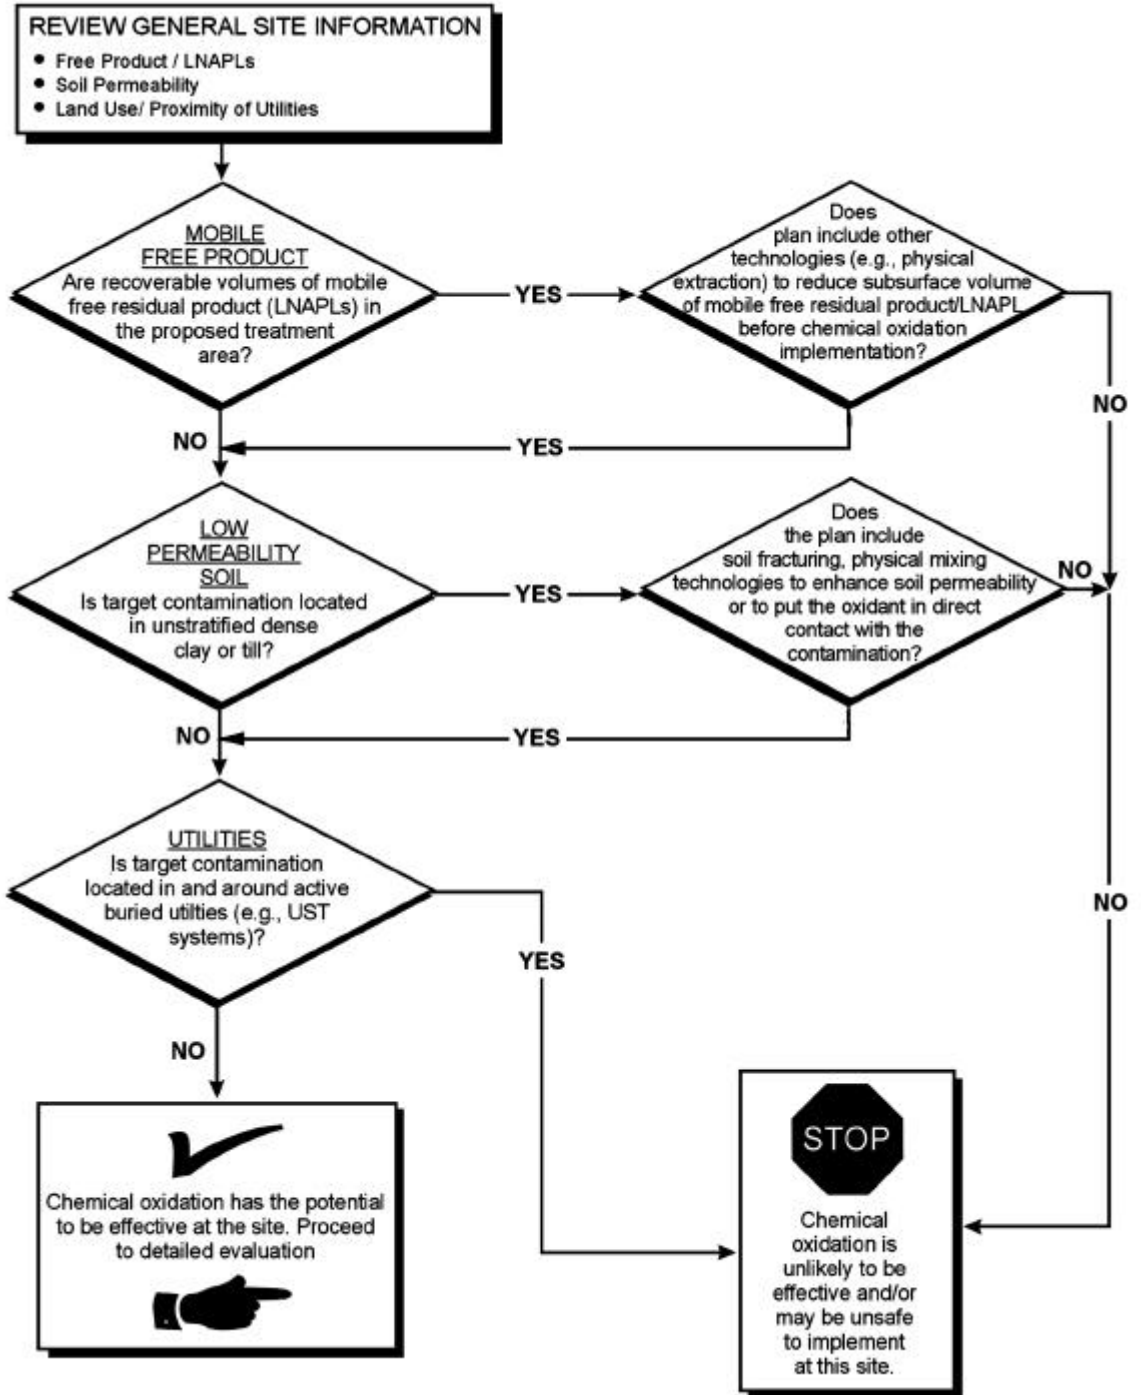 REVIEW GENERAL SITE INFORMATION
● Free Product / LNAPLs
● Soil Permeability
● Land Use/ Proximity of Utilities
MOBILE
FREE PRODUCT
Are recoverable volumes of mobile
free residual product (LNAPLs) in
the proposed treatment
area?
YES
Does
plan include other
technologies (e.g., physical
extraction) to reduce subsurface volume
of mobile free residual product/LNAPL
before chemical oxidation
implementation?
NO
NO
YES
LOW
PERMEABILITY
SOIL
Is target contamination located
in unstratified dense
clay or till?
YES
Does
the plan include
soil fracturing, physical mixing
technologies to enhance soil permeability
or to put the oxidant in direct
contact with the
contamination?
NO
NO
YES
UTILITIES
Is target contamination
located in and around active
buried utilties (e.g., UST
systems)?
YES
NO
NO
Chemical oxidation has the potential
to be effective at the site. Proceed
to detailed evaluation
STOP
Chemical
oxidation is
unlikely to be
effective and/or
may be unsafe
to implement
at this site.